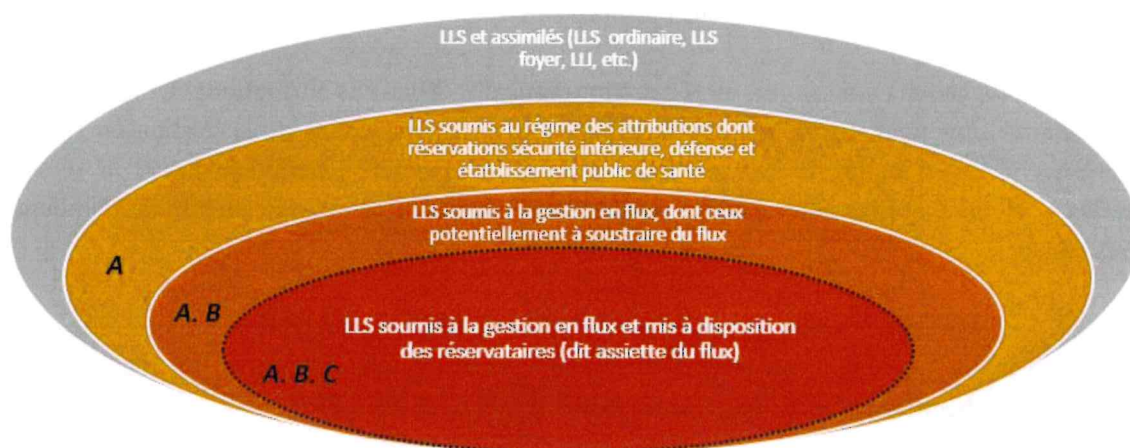 LLS et assimilés (LLS ordinaire, LLS
foyer, LLI, etc.)
LLS soumis au régime des attributions dont
réservations sécurité intérieure, défense et
étatblissement public de santé
LLS soumis à la gestion en flux, dont ceux
potentiellement à soustraire du flux
A
A. B
LLS soumis à la gestion en flux et mis à disposition
des réservataires (dit assiette du flux)
A. B. C